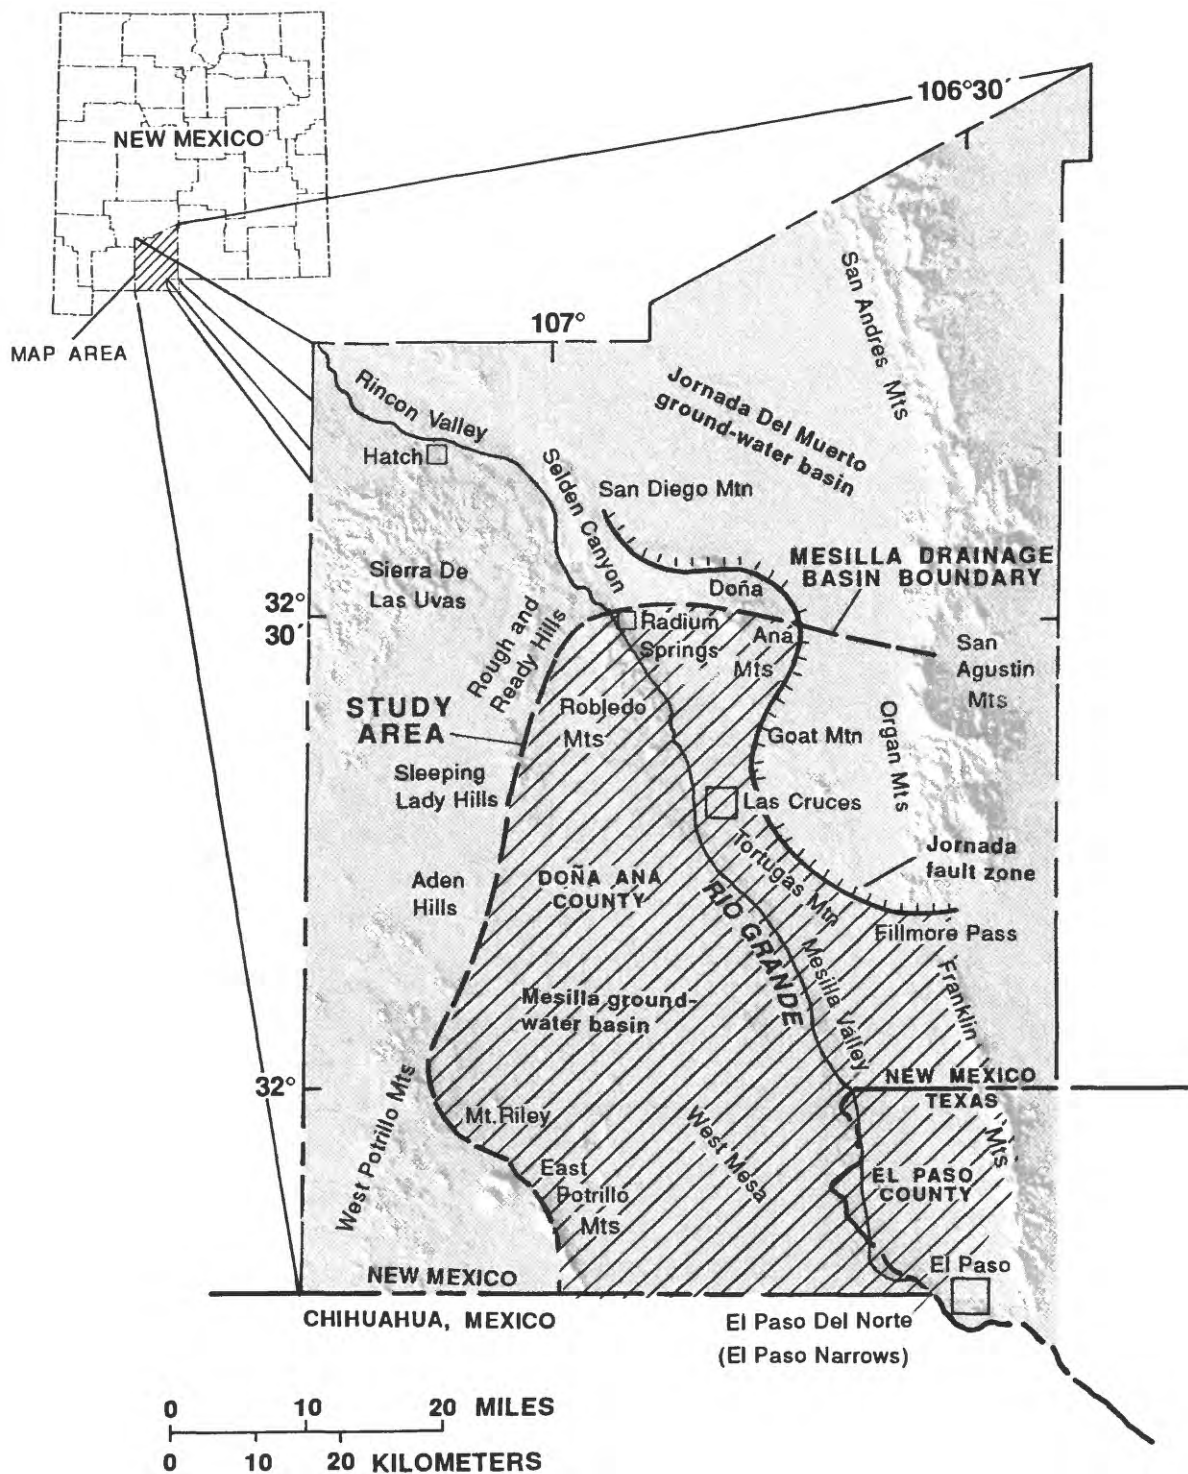 NEW MEXICO
MAP AREA
106°30´
107°
San Andres Mts
Rincon Valley
Hatch
Selden Canyon
Jornada Del Muerto
ground-water basin
San Diego Mtn
MESILLA DRAINAGE
BASIN BOUNDARY
Sierra De
Las Uvas
32°
30´
Doña
Ana
Mts
Radium
Springs
San
Agustin
Mts
Rough and
Ready Hills
STUDY
AREA
Robledo
Mts
Goat Mtn
Organ Mts
Sleeping
Lady Hills
Las Cruces
Tortugas Mtn
Jornada
fault zone
Aden
Hills
DOÑA ANA
COUNTY
RIO GRANDE
Fillmore Pass
Mesilla Valley
Franklin
Mts
Mesilla ground-
water basin
32°
NEW MEXICO
TEXAS
West Potrillo Mts
Mt. Riley
West Mesa
East
Potrillo
Mts
EL PASO
COUNTY
El Paso
NEW MEXICO
CHIHUAHUA, MEXICO
El Paso Del Norte
(El Paso Narrows)
0 10 20 MILES
0 10 20 KILOMETERS